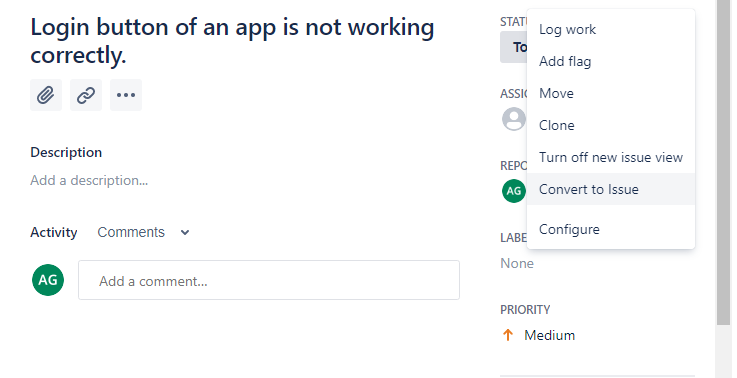 Login button of an app is not working
correctly.
Description
Add a description...
Activity Comments
AG Add a comment...
STATU
To
ASSIG
REPO
AG
LABE
None
PRIORITY
Medium
Log work
Add flag
Move
Clone
Turn off new issue view
Convert to Issue
Configure